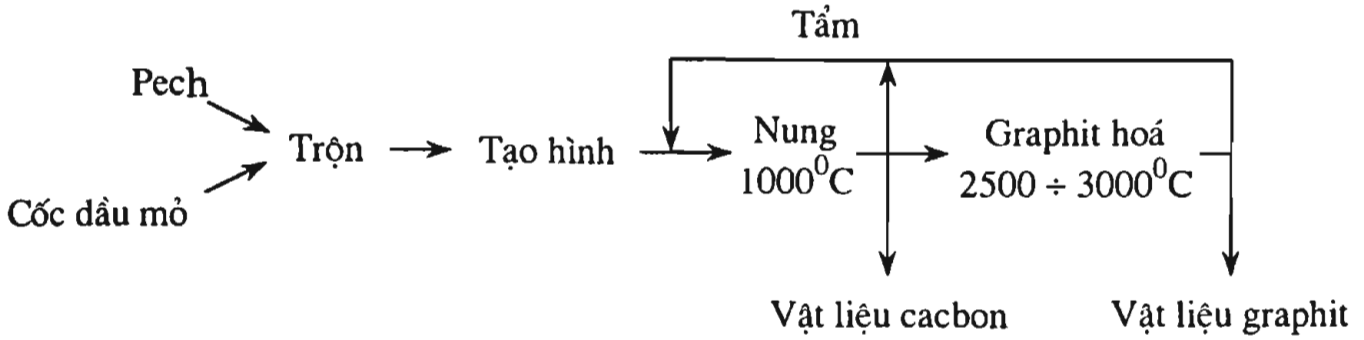 Tẩm
Pech
Trộn
Cốc dầu mỏ
Tạo hình
Nung
1000⁰C
Graphit hoá
2500 ÷ 3000⁰C
Vật liệu cacbon
Vật liệu graphit